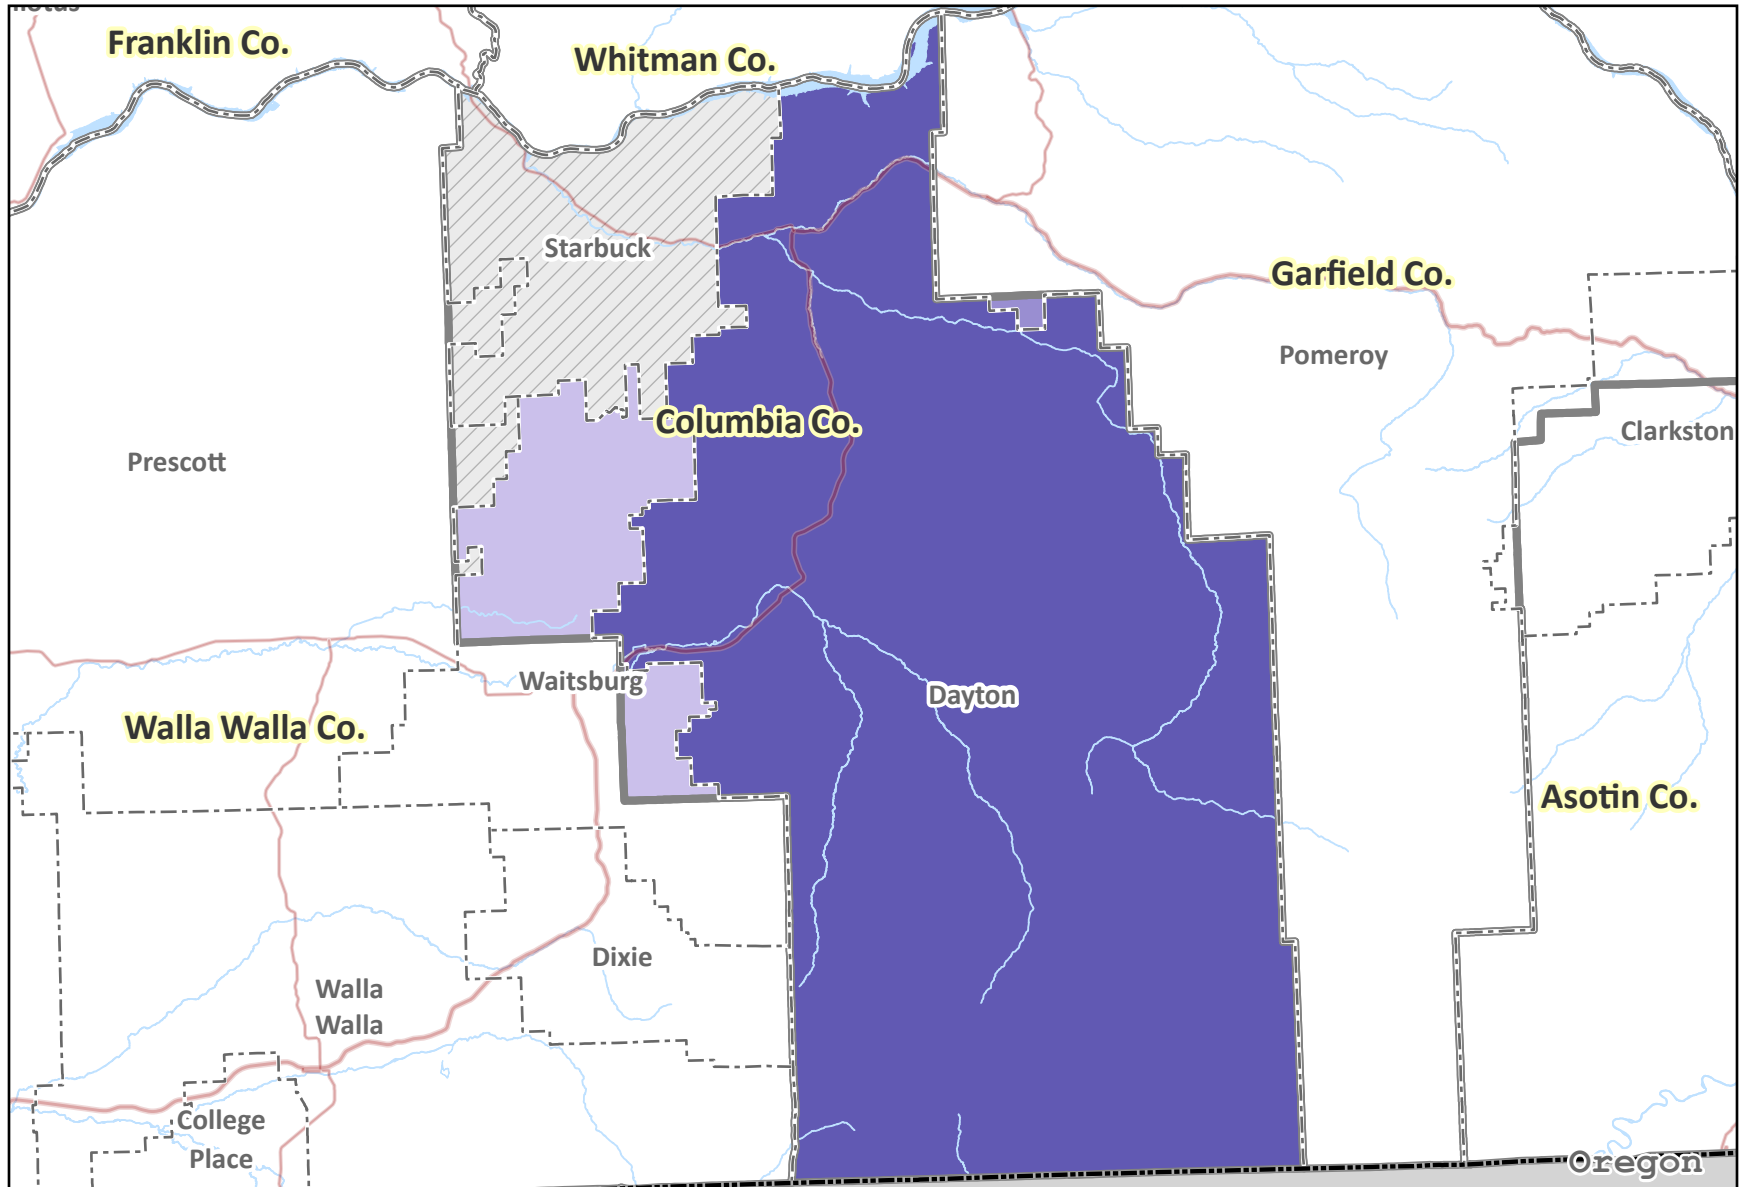 Franklin Co.
Whitman Co.
Starbuck
Garfield Co.
Pomeroy
Columbia Co.
Clarkston
Prescott
Waitsburg
Dayton
Walla Walla Co.
Asotin Co.
Dixie
Walla
Walla
College
Place
Oregon